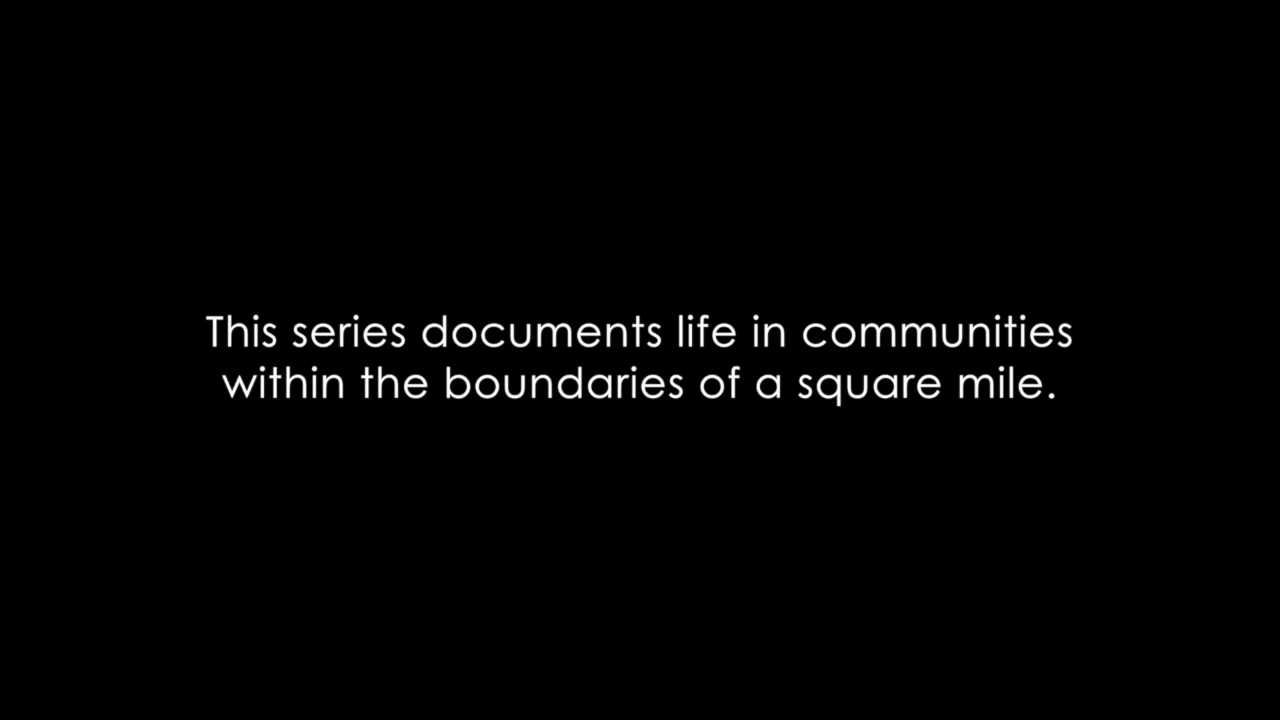 This series documents life in communities
within the boundaries of a square mile.